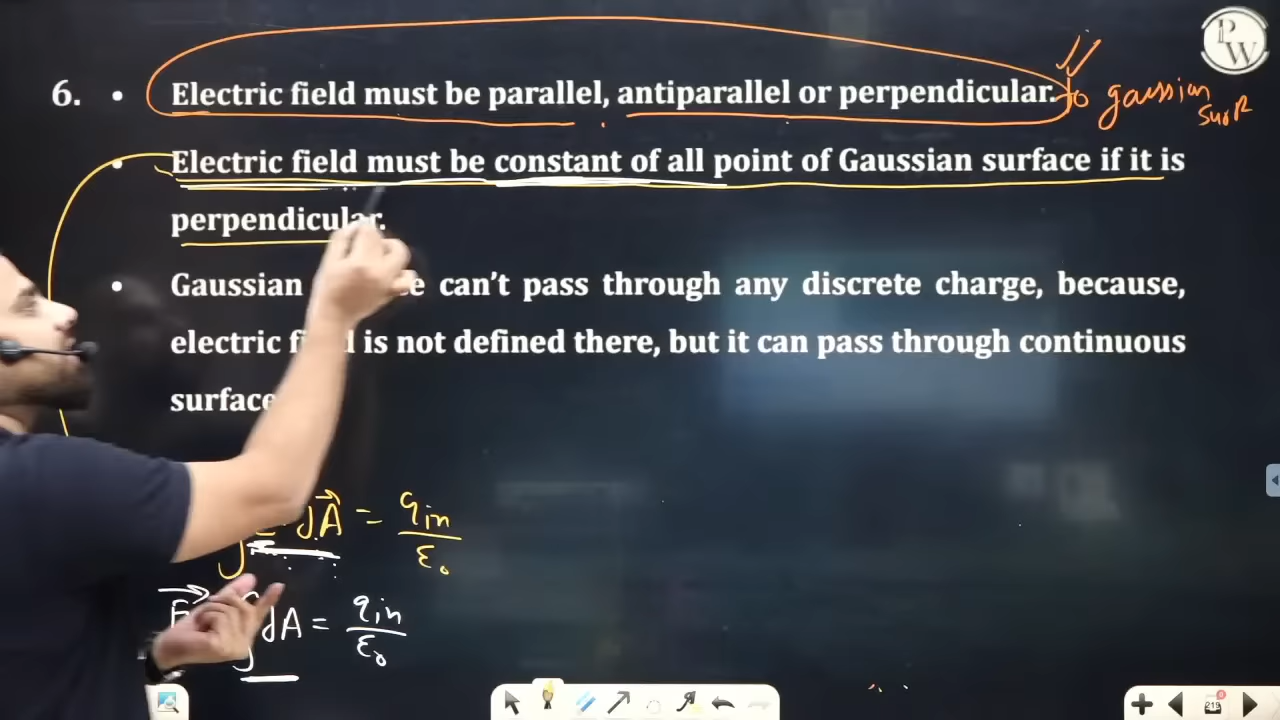 PW
6. • Electric field must be parallel, antiparallel or perpendicular. to gaussian
surf
• Electric field must be constant of all point of Gaussian surface if it is
perpendicular.
• Gaussian can't pass through any discrete charge, because,
electric is not defined there, but it can pass through continuous
surface
dA = qin
ε₀
dA = qin
ε₀
219